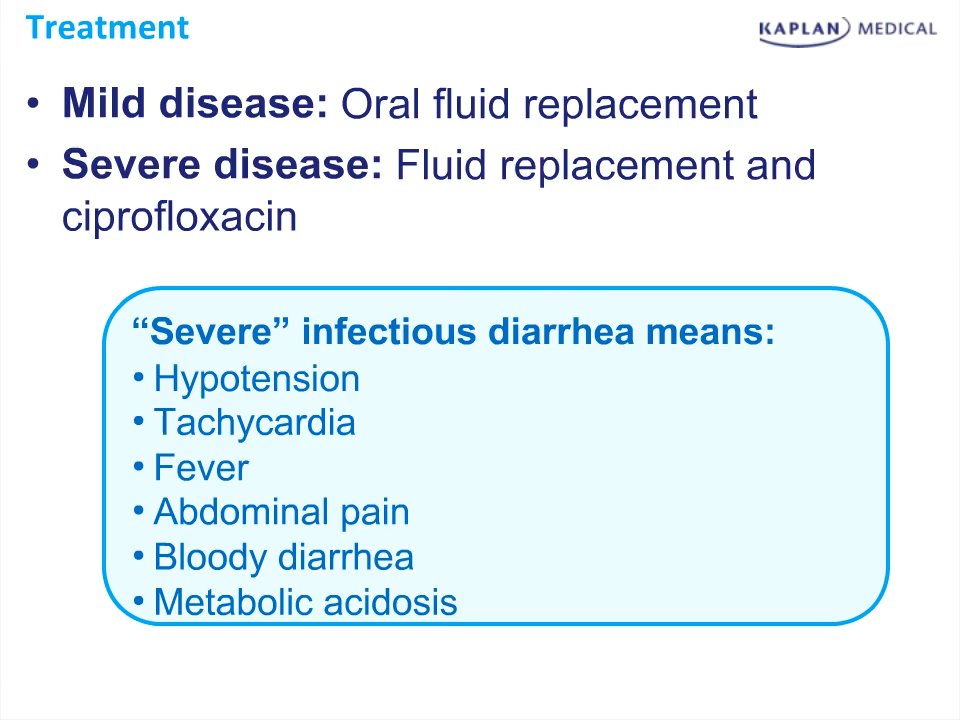 Treatment
KAPLAN MEDICAL
• Mild disease: Oral fluid replacement
• Severe disease: Fluid replacement and
ciprofloxacin
“Severe” infectious diarrhea means:
• Hypotension
• Tachycardia
• Fever
• Abdominal pain
• Bloody diarrhea
• Metabolic acidosis